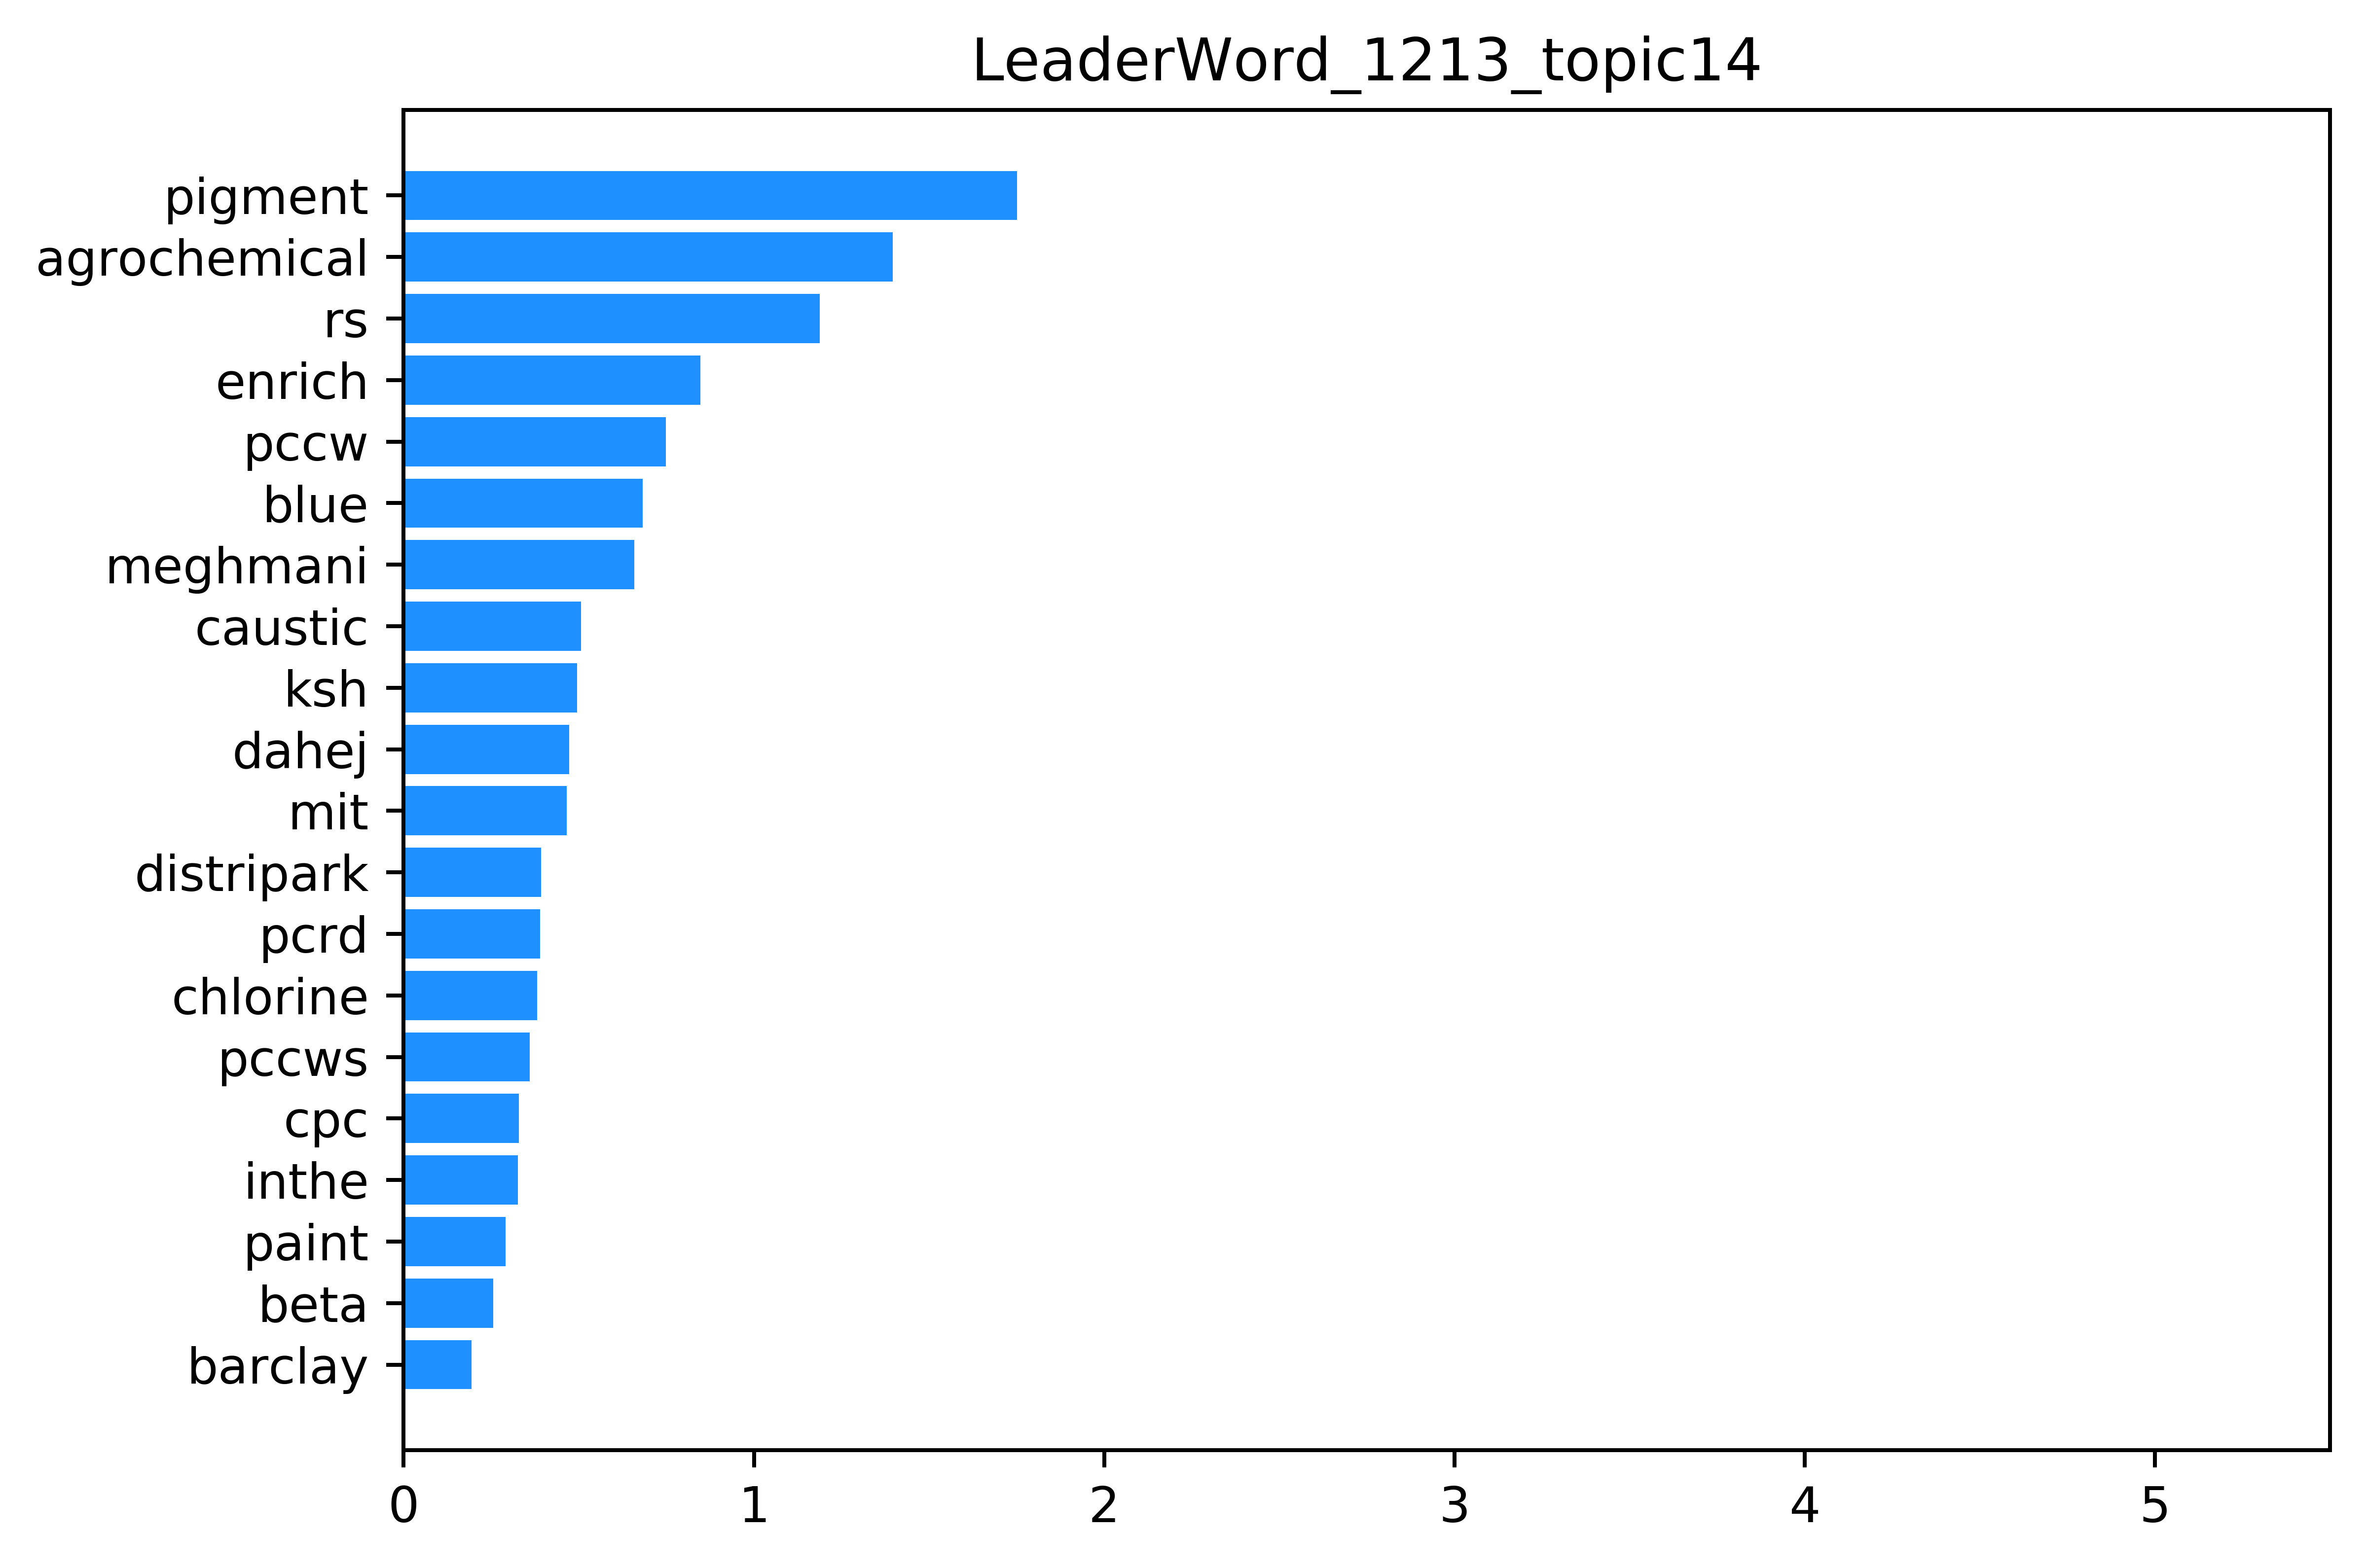 LeaderWord_1213_topic14
pigment
agrochemical
rs
enrich
pccw
blue
meghmani
caustic
ksh
dahej
mit
distripark
pcrd
chlorine
pccws
cpc
inthe
paint
beta
barclay
0 1 2 3 4 5